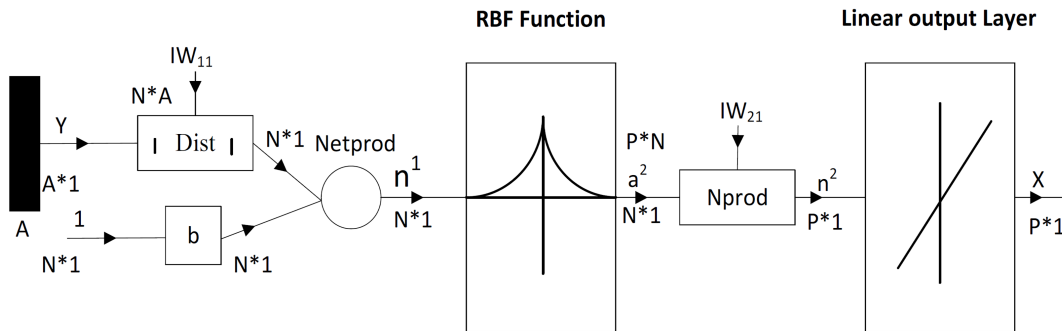 RBF Function
Linear output Layer
IW11
N*A
Y
| Dist |
N*1
Netprod
A*1
A
1
N*1
b
N*1
n1
N*1
P*N
a2
N*1
IW21
Nprod
n2
P*1
X
P*1